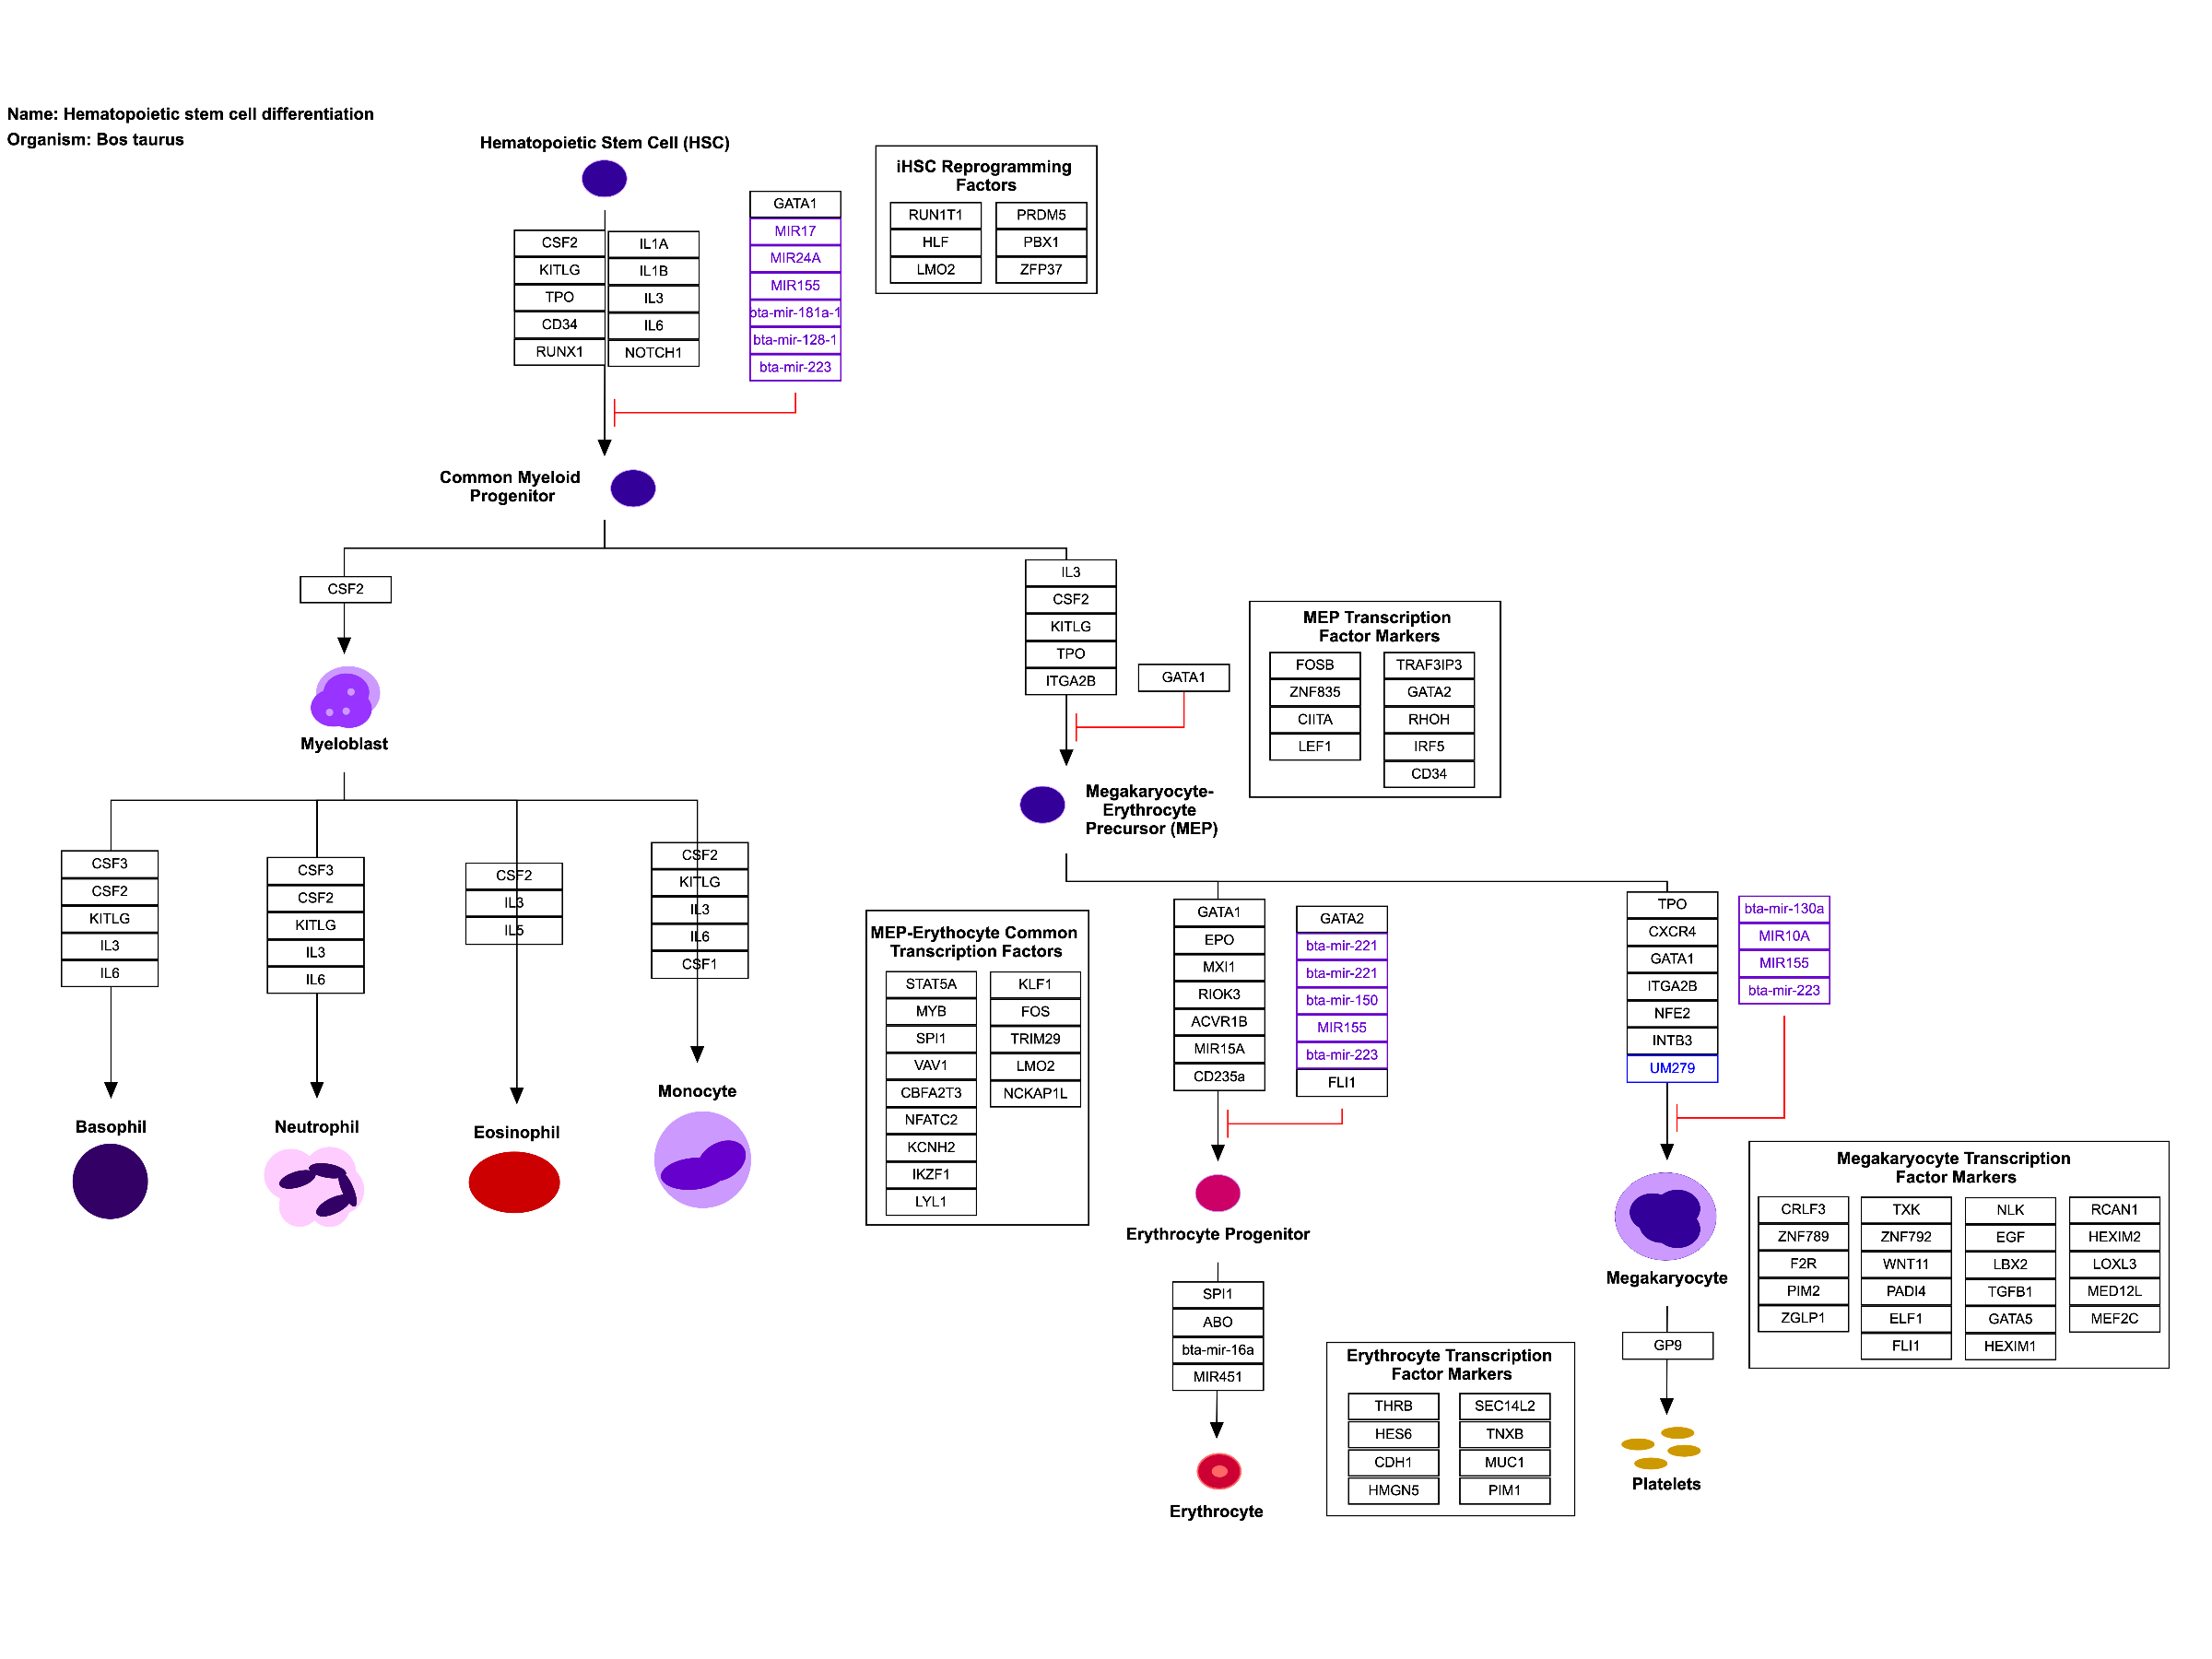 Name: Hematopoietic stem cell differentiation
Organism: Bos taurus
Hematopoietic Stem Cell (HSC)
CSF2
KITLG
TPO
CD34
RUNX1
IL1A
IL1B
IL3
IL6
NOTCH1
GATA1
MIR17
MIR24A
MIR155
bta-mir-181a-1
bta-mir-128-1
bta-mir-223
iHSC Reprogramming
Factors
RUN1T1
HLF
LMO2
PRDM5
PBX1
ZFP37
Common Myeloid
Progenitor
CSF2
Myeloblast
IL3
CSF2
KITLG
TPO
ITGA2B
GATA1
MEP Transcription
Factor Markers
FOSB
ZNF835
CIITA
LEF1
TRAF3IP3
GATA2
RHOH
IRF5
CD34
Megakaryocyte-
Erythrocyte
Precursor (MEP)
CSF3
CSF2
KITLG
IL3
IL6
Basophil
CSF3
CSF2
KITLG
IL3
IL6
Neutrophil
CSF2
IL3
IL5
Eosinophil
CSF2
KITLG
IL3
IL6
CSF1
Monocyte
MEP-Erythocyte Common
Transcription Factors
STAT5A
MYB
SPI1
VAV1
CBFA2T3
NFATC2
KCNH2
IKZF1
LYL1
KLF1
FOS
TRIM29
LMO2
NCKAP1L
GATA1
EPO
MXI1
RIOK3
ACVR1B
MIR15A
CD235a
GATA2
bta-mir-221
bta-mir-221
bta-mir-150
MIR155
bta-mir-223
FLI1
Erythrocyte Progenitor
SPI1
ABO
bta-mir-16a
MIR451
Erythrocyte
Erythrocyte Transcription
Factor Markers
THRB
HES6
CDH1
HMGN5
SEC14L2
TNXB
MUC1
PIM1
TPO
CXCR4
GATA1
ITGA2B
NFE2
INTB3
UM279
bta-mir-130a
MIR10A
MIR155
bta-mir-223
Megakaryocyte
GP9
Platelets
Megakaryocyte Transcription
Factor Markers
CRLF3
ZNF789
F2R
PIM2
ZGLP1
TXK
ZNF792
WNT11
PADI4
ELF1
FLI1
NLK
EGF
LBX2
TGFB1
GATA5
HEXIM1
RCAN1
HEXIM2
LOXL3
MED12L
MEF2C